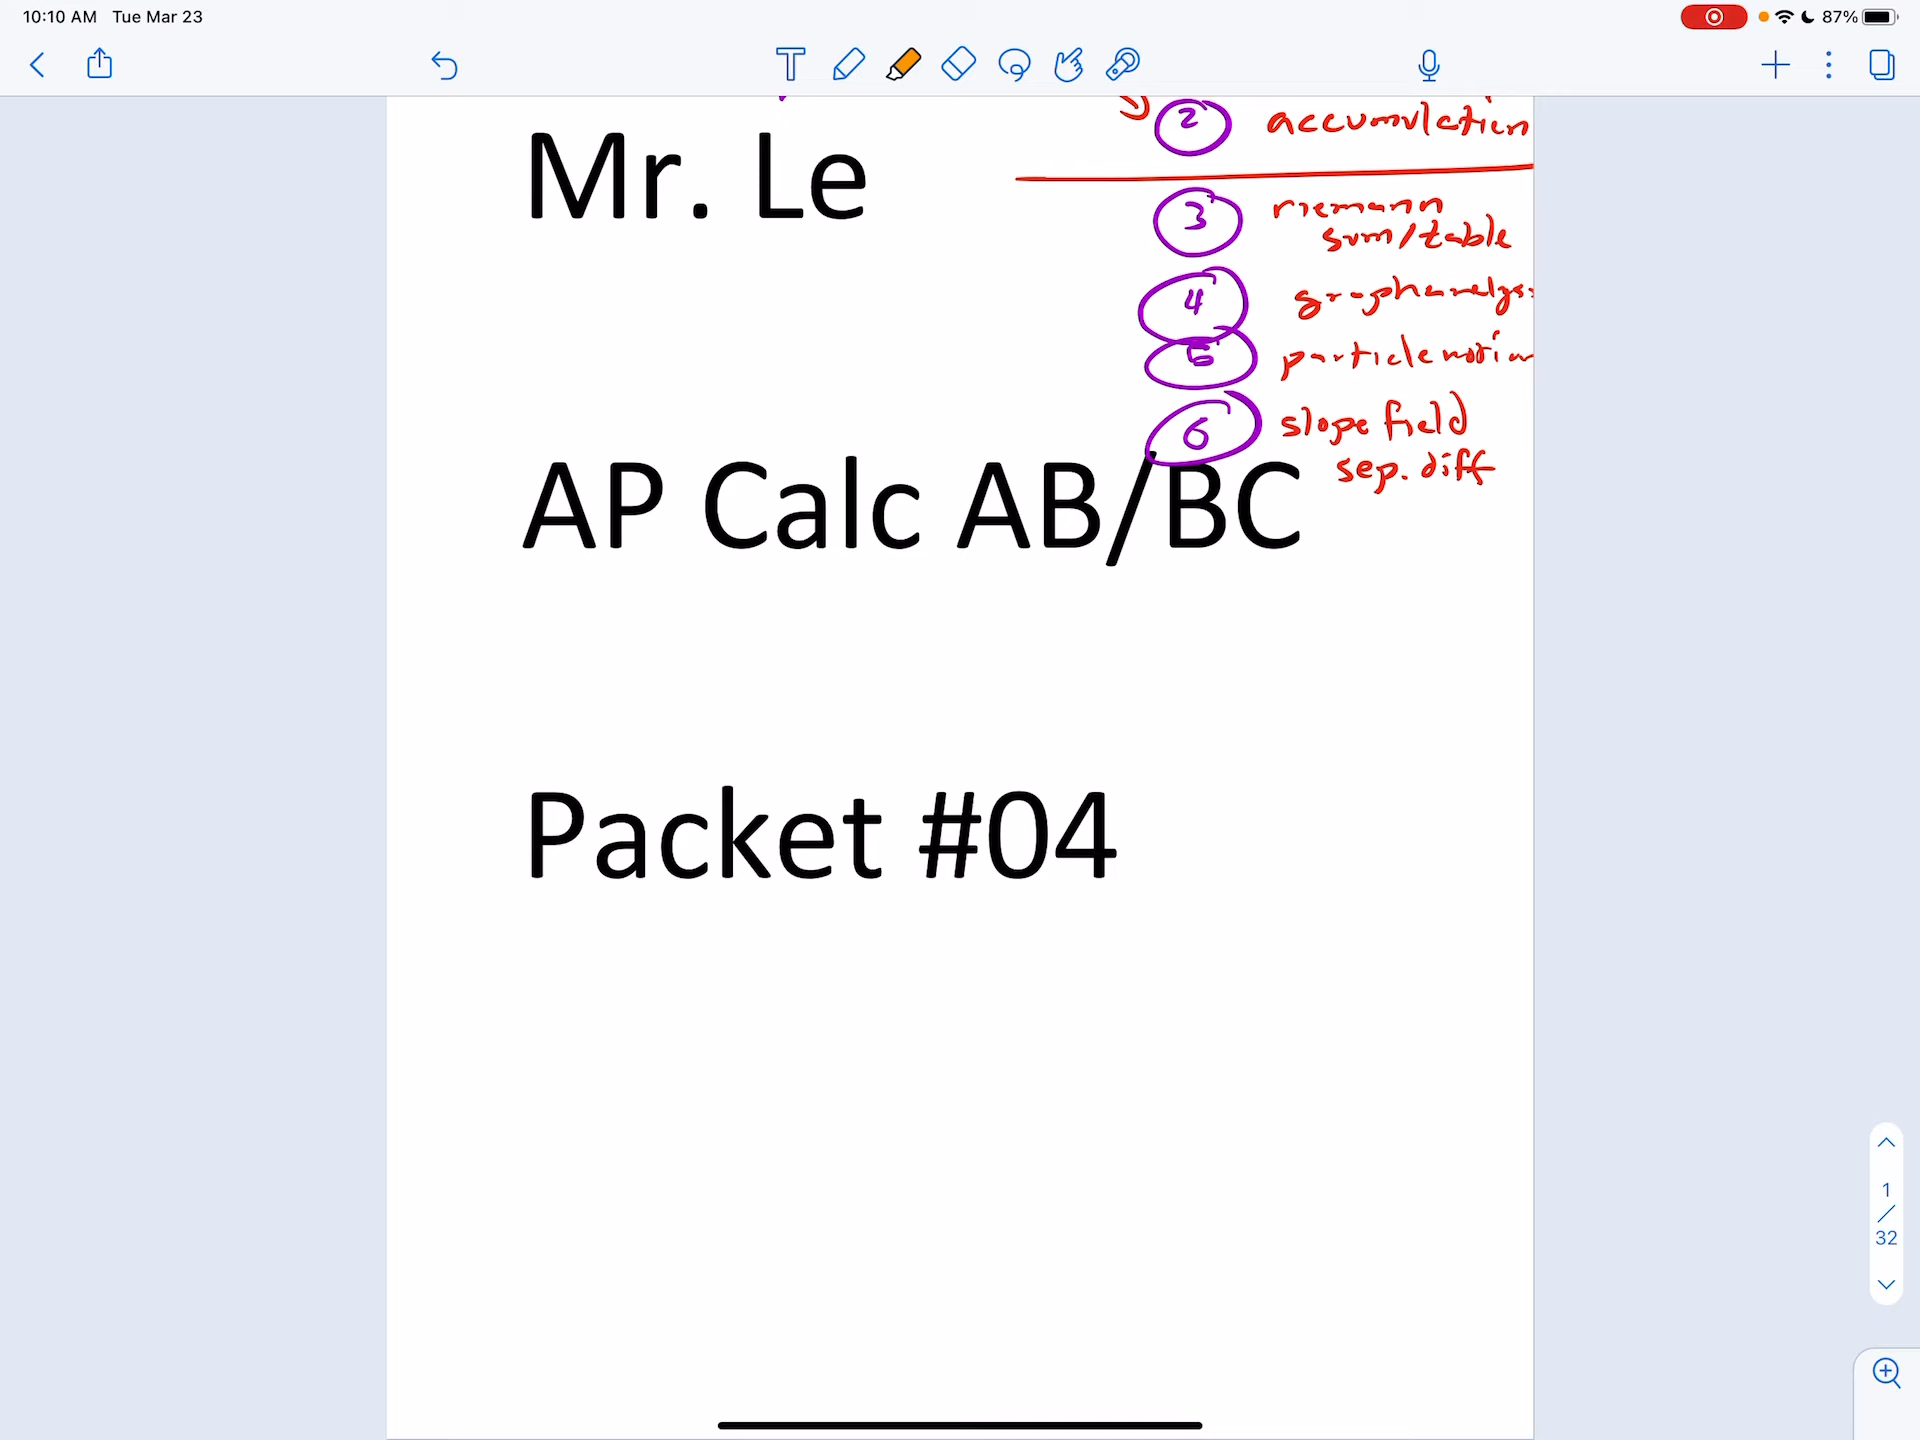 10:10 AM Tue Mar 23
87%
2 accumulation
Mr. Le
3 riemann
sum/table
4 graph analys
5 particle motion
6 slope field
sep. diff
AP Calc AB/BC
Packet #04
1
/
32